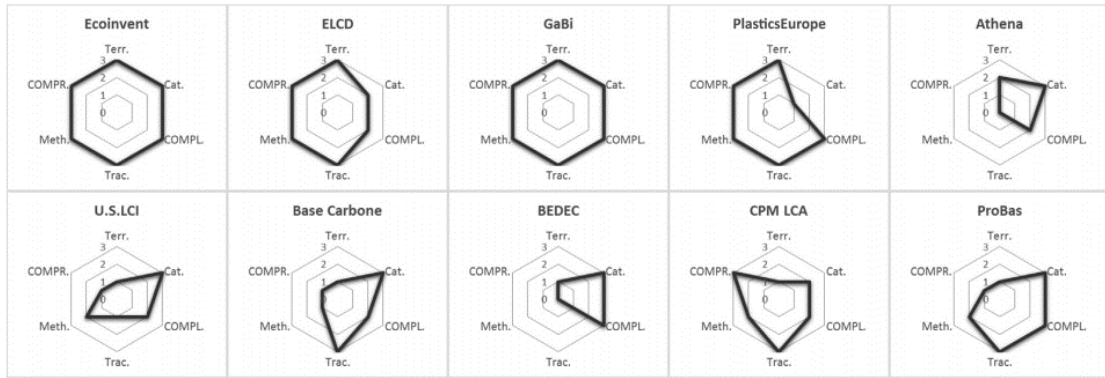 Ecoinvent
Terr.
3
COMPR.
2
Cat.
1
0
Meth.
COMPL.
Trac.
ELCD
Terr.
3
COMPR.
2
Cat.
1
0
Meth.
COMPL.
Trac.
GaBi
Terr.
3
COMPR.
2
Cat.
1
0
Meth.
COMPL.
Trac.
PlasticsEurope
Terr.
3
COMPR.
2
Cat.
1
0
Meth.
COMPL.
Trac.
Athena
Terr.
3
COMPR.
2
Cat.
1
0
Meth.
COMPL.
Trac.
U.S.LCI
Terr.
3
COMPR.
2
Cat.
1
0
Meth.
COMPL.
Trac.
Base Carbone
Terr.
3
COMPR.
2
Cat.
1
0
Meth.
COMPL.
Trac.
BEDEC
Terr.
3
COMPR.
2
Cat.
1
0
Meth.
COMPL.
Trac.
CPM LCA
Terr.
3
COMPR.
2
Cat.
1
0
Meth.
COMPL.
Trac.
ProBas
Terr.
3
COMPR.
2
Cat.
1
0
Meth.
COMPL.
Trac.